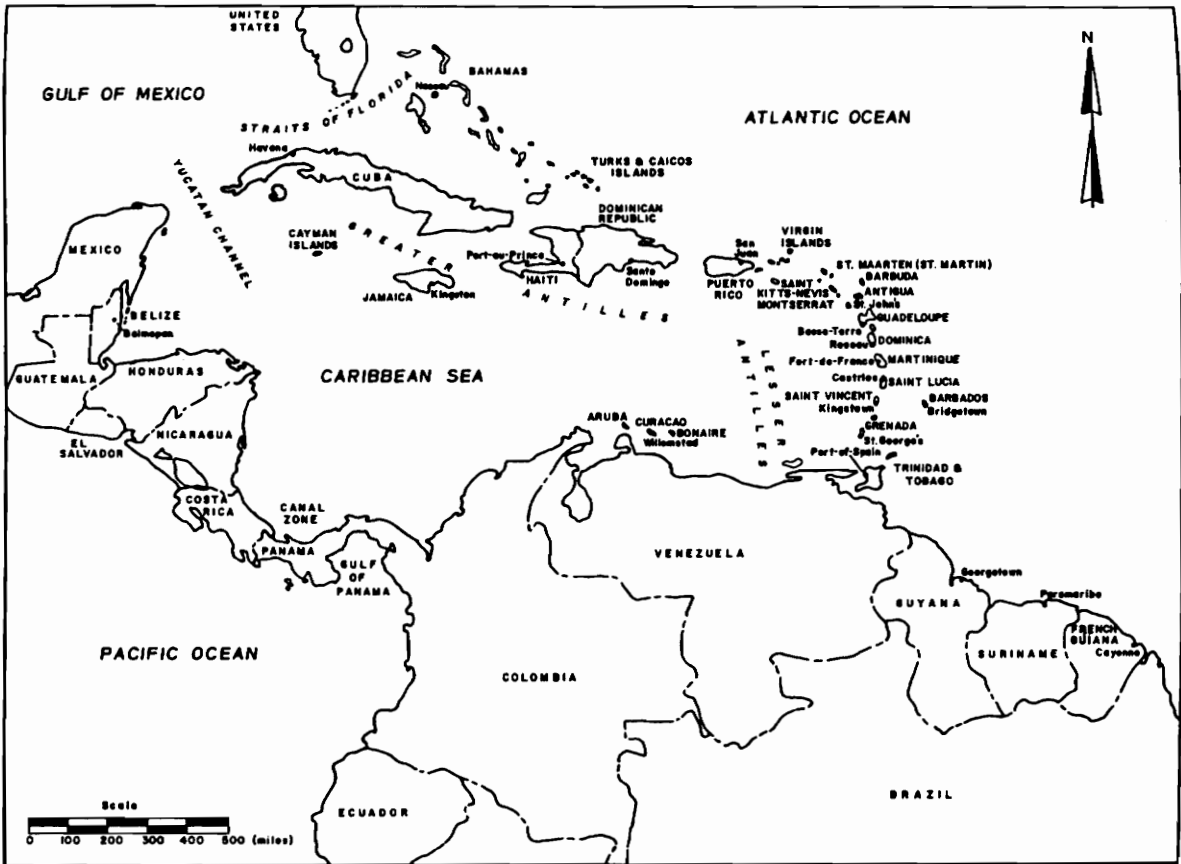 UNITED
STATES
GULF OF MEXICO
STRAITS OF FLORIDA
BAHAMAS
Nassau
ATLANTIC OCEAN
N
Havana
CUBA
TURKS & CAICOS
ISLANDS
YUCATAN CHANNEL
MEXICO
CAYMAN
ISLANDS
GREATER
ANTILLES
JAMAICA
Kingston
Port-au-Prince
HAITI
DOMINICAN
REPUBLIC
Santo
Domingo
San
Juan
PUERTO
RICO
VIRGIN
ISLANDS
ST. MAARTEN (ST. MARTIN)
BARBUDA
SAINT
KITTS-NEVIS
ANTIGUA
St. John's
MONTSERRAT
GUADELOUPE
Basse-Terre
DOMINICA
Roseau
Fort-de-France
MARTINIQUE
Castries
SAINT LUCIA
SAINT VINCENT
Kingstown
BARBADOS
Bridgetown
GRENADA
St. George's
Port-of-Spain
TRINIDAD &
TOBAGO
LESSER
ANTILLES
BELIZE
Belmopan
GUATEMALA
HONDURAS
EL
SALVADOR
NICARAGUA
CARIBBEAN SEA
ARUBA
CURACAO
Willemstad
BONAIRE
COSTA
RICA
CANAL
ZONE
PANAMA
GULF
OF
PANAMA
VENEZUELA
Georgetown
GUYANA
Paramaribo
SURINAME
FRENCH
GUIANA
Cayenne
PACIFIC OCEAN
COLOMBIA
ECUADOR
BRAZIL
Scale
0 100 200 300 400 500 (miles)